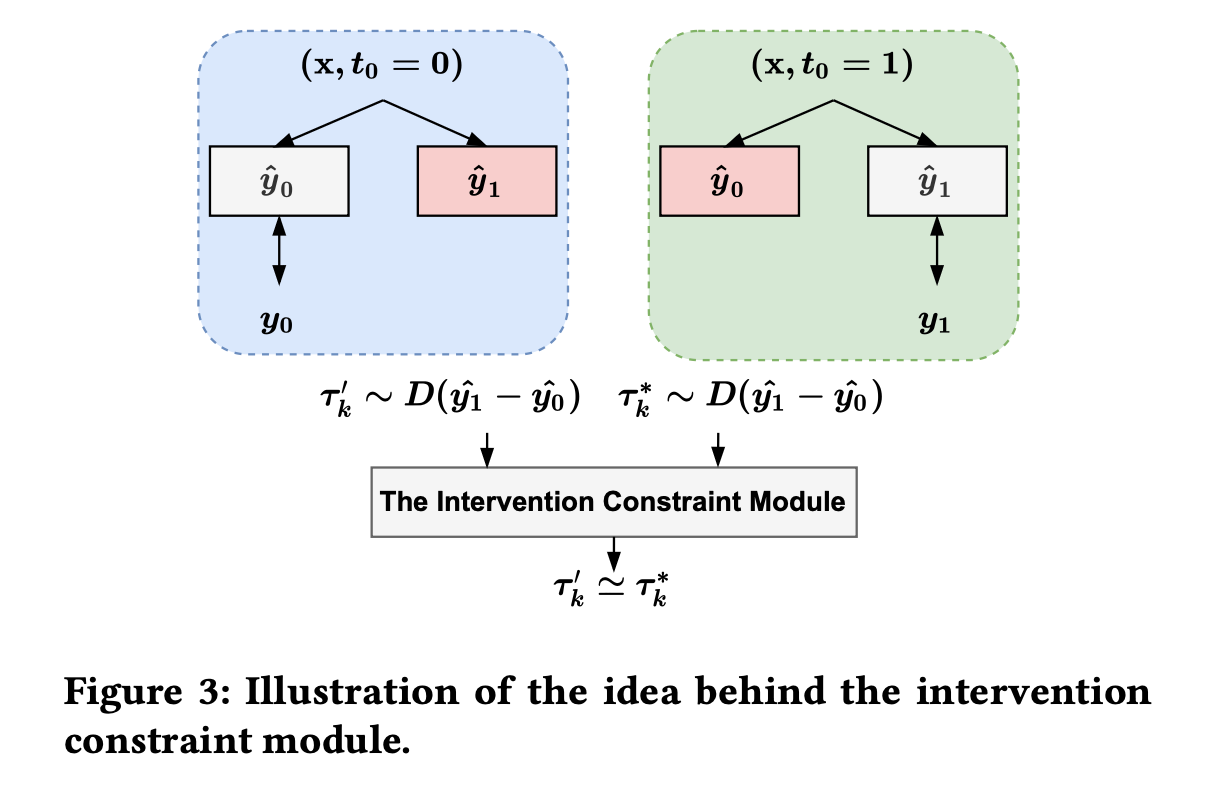 (x, t₀ = 0) (x, t₀ = 1)
ŷ₀ ŷ₁ ŷ₀ ŷ₁
y₀ y₁
τ′ₖ ∼ D(ŷ₁ − ŷ₀) τ*ₖ ∼ D(ŷ₁ − ŷ₀)
The Intervention Constraint Module
τ′ₖ ≃ τ*ₖ
Figure 3: Illustration of the idea behind the intervention
constraint module.